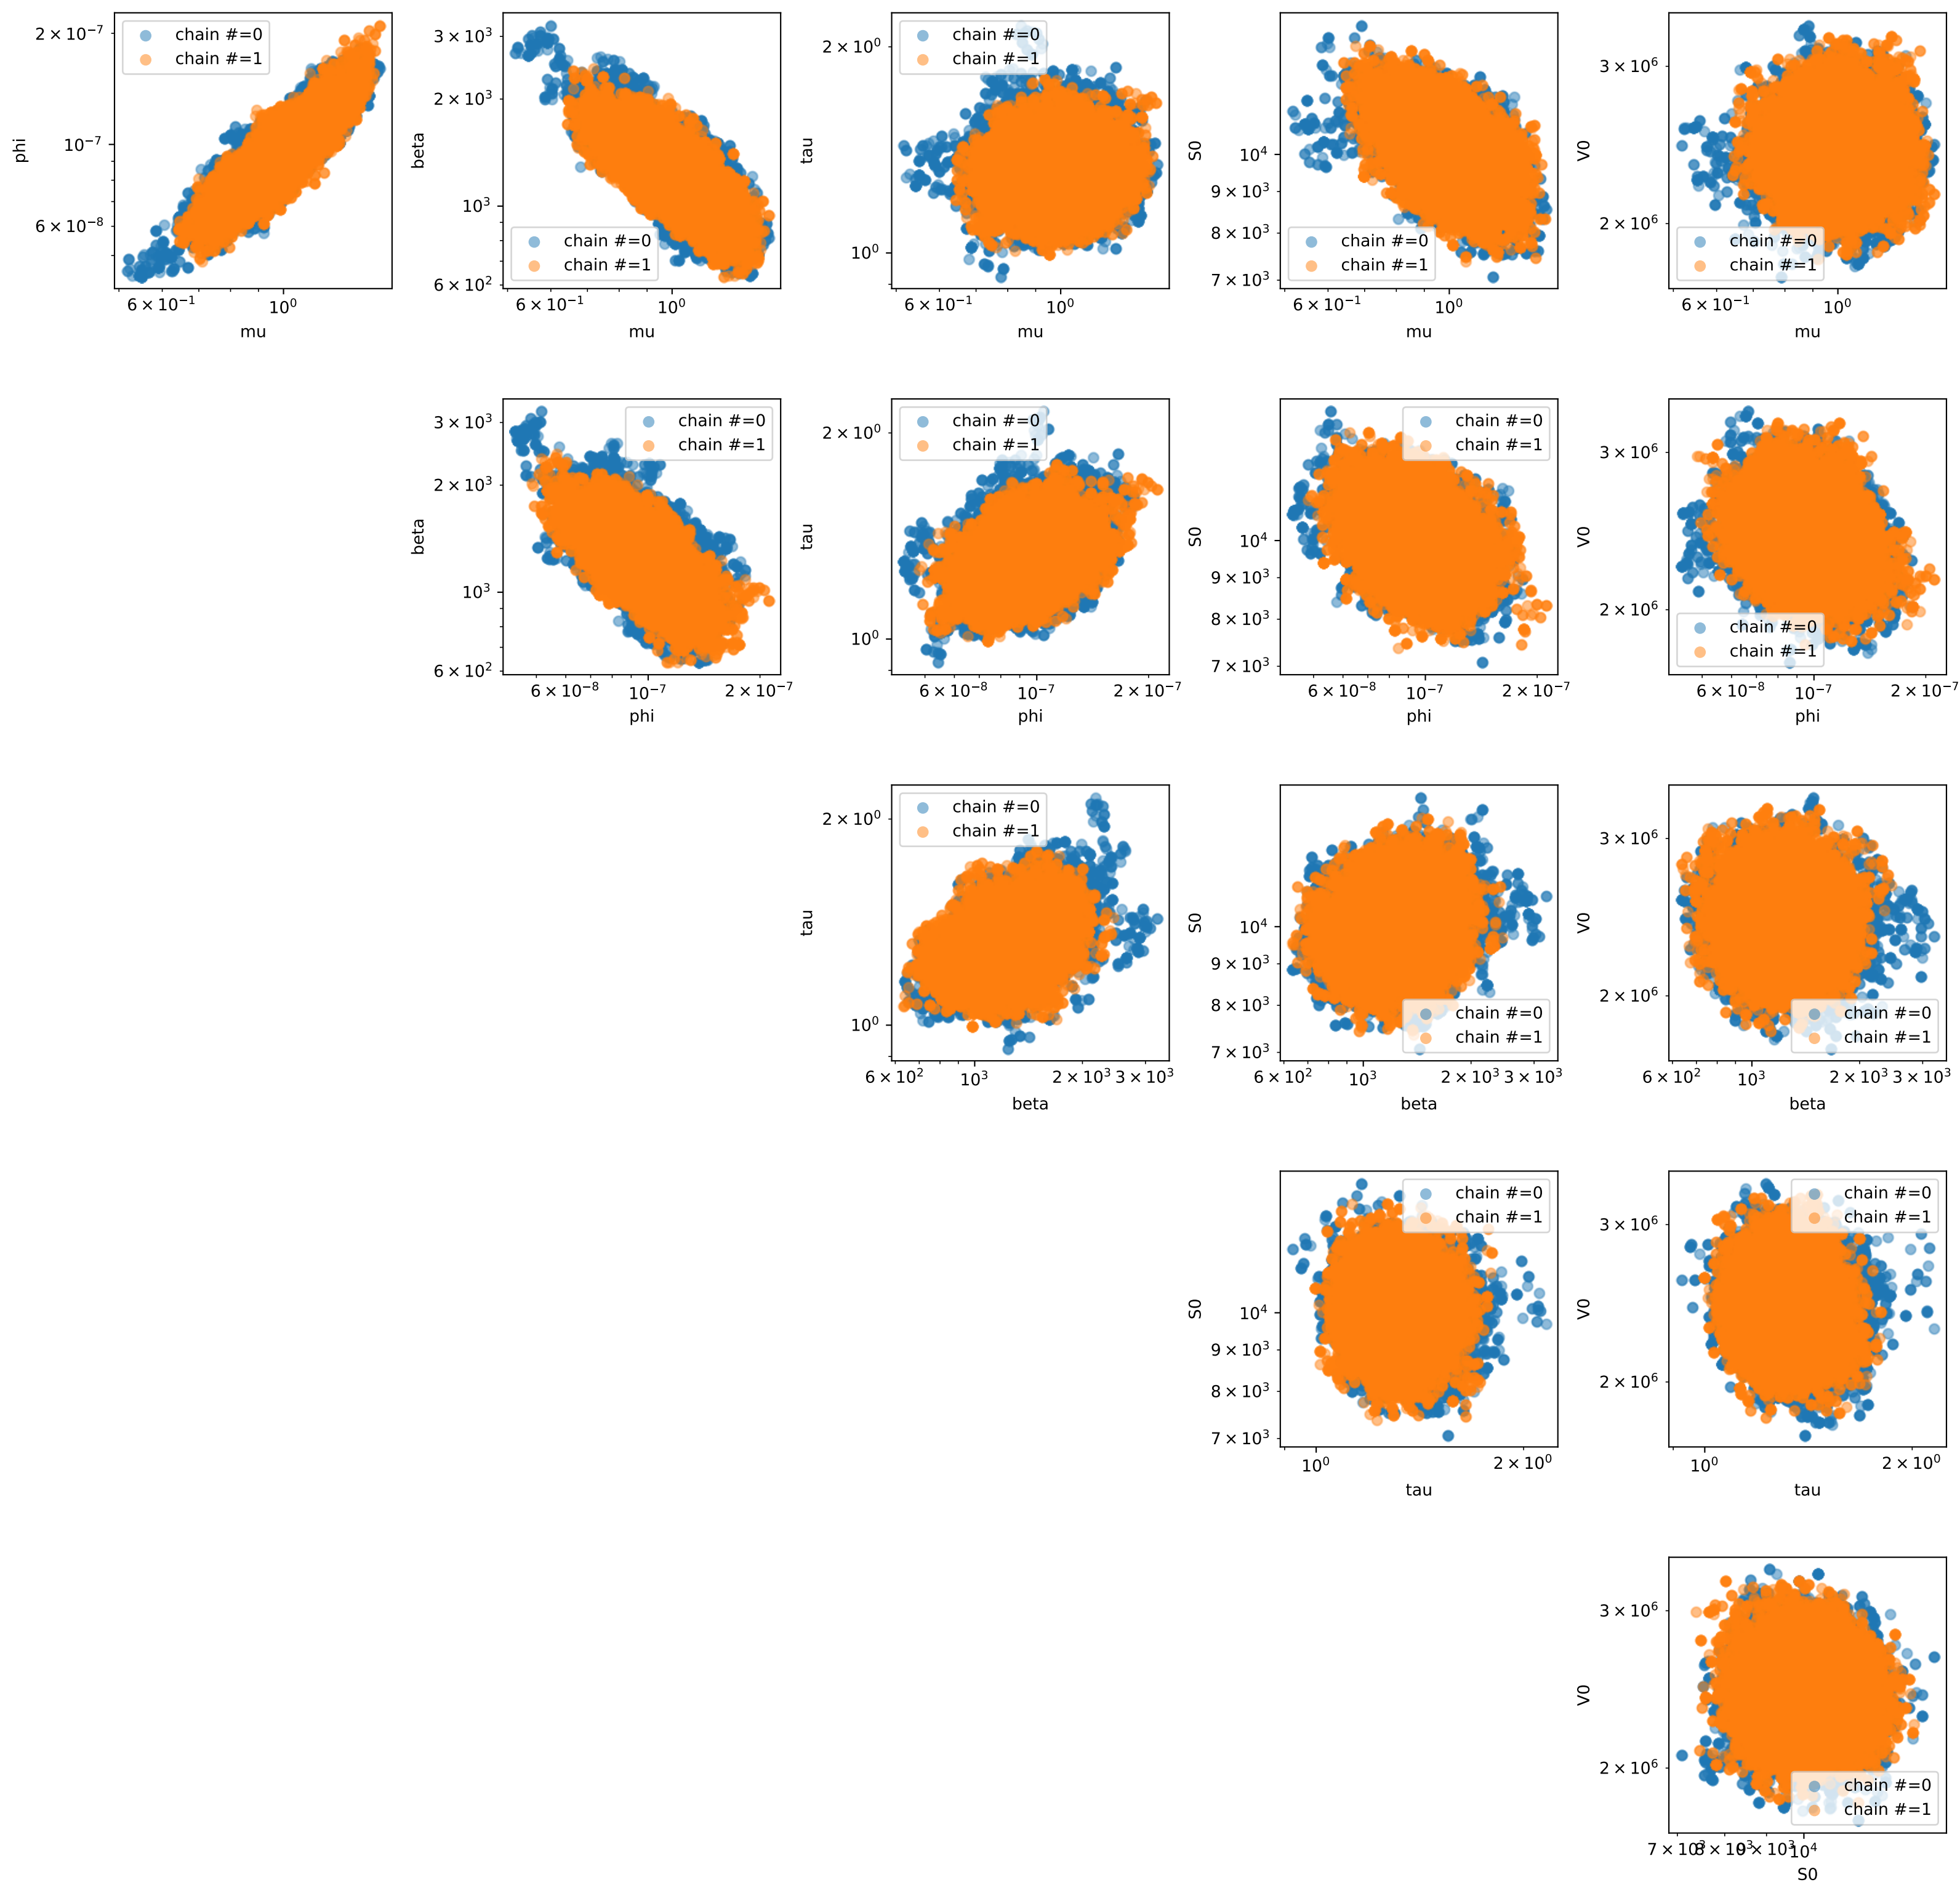 phi
2 × 10⁻⁷
10⁻⁷
6 × 10⁻⁸
chain #=0
chain #=1
6 × 10⁻¹ 10⁰
mu
beta
3 × 10³
2 × 10³
10³
6 × 10²
chain #=0
chain #=1
6 × 10⁻¹ 10⁰
mu
tau
2 × 10⁰
10⁰
chain #=0
chain #=1
6 × 10⁻¹ 10⁰
mu
S0
10⁴
9 × 10³
8 × 10³
7 × 10³
chain #=0
chain #=1
6 × 10⁻¹ 10⁰
mu
V0
3 × 10⁶
2 × 10⁶
chain #=0
chain #=1
6 × 10⁻¹ 10⁰
mu
beta
3 × 10³
2 × 10³
10³
6 × 10²
chain #=0
chain #=1
6 × 10⁻⁸ 10⁻⁷ 2 × 10⁻⁷
phi
tau
2 × 10⁰
10⁰
chain #=0
chain #=1
6 × 10⁻⁸ 10⁻⁷ 2 × 10⁻⁷
phi
S0
10⁴
9 × 10³
8 × 10³
7 × 10³
chain #=0
chain #=1
6 × 10⁻⁸ 10⁻⁷ 2 × 10⁻⁷
phi
V0
3 × 10⁶
2 × 10⁶
chain #=0
chain #=1
6 × 10⁻⁸ 10⁻⁷ 2 × 10⁻⁷
phi
tau
2 × 10⁰
10⁰
chain #=0
chain #=1
6 × 10² 10³ 2 × 10³ 3 × 10³
beta
S0
10⁴
9 × 10³
8 × 10³
7 × 10³
chain #=0
chain #=1
6 × 10² 10³ 2 × 10³ 3 × 10³
beta
V0
3 × 10⁶
2 × 10⁶
chain #=0
chain #=1
6 × 10² 10³ 2 × 10³ 3 × 10³
beta
S0
10⁴
9 × 10³
8 × 10³
7 × 10³
chain #=0
chain #=1
10⁰ 2 × 10⁰
tau
V0
3 × 10⁶
2 × 10⁶
chain #=0
chain #=1
10⁰ 2 × 10⁰
tau
V0
3 × 10⁶
2 × 10⁶
chain #=0
chain #=1
7 × 10³ 8 × 10³ 9 × 10³ 10⁴
S0